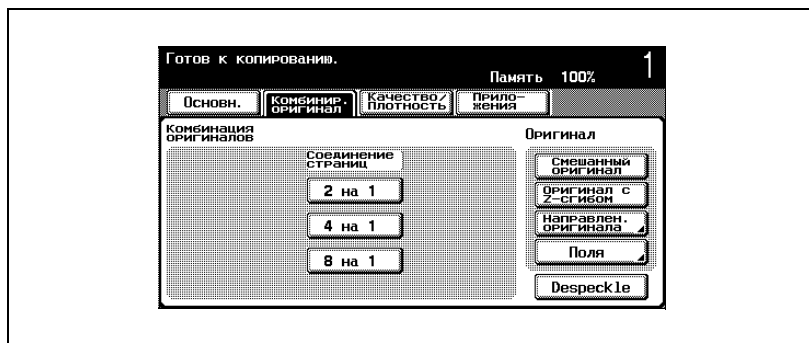 Готов к копированию.
Память 100%
1
Основн.
Комбинир.
оригинал
Качество/
Плотность
Прило-
жения
Комбинация
оригиналов
Соединение
страниц
2 на 1
4 на 1
8 на 1
Оригинал
Смешанный
оригинал
Оригинал с
Z-сгибом
Направлен.
оригинала
Поля
Despeckle